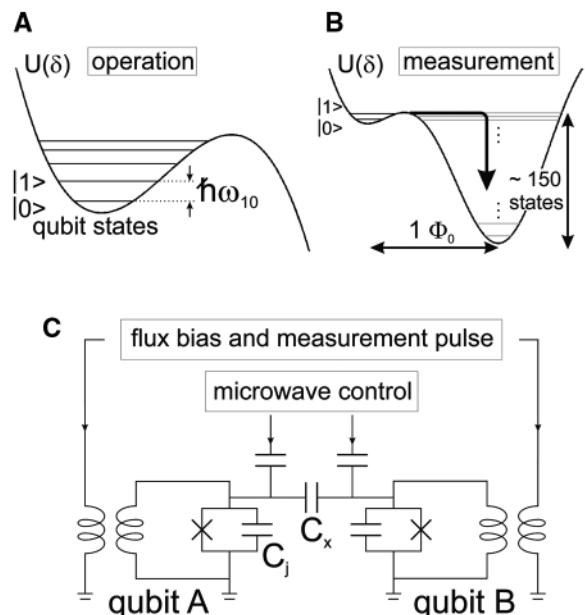 A
U(δ) operation
|1>
|0>
ħω10
qubit states
B
U(δ) measurement
|1>
|0>
~ 150
states
1 Φ0
C
flux bias and measurement pulse
microwave control
Cj
Cx
qubit A
qubit B